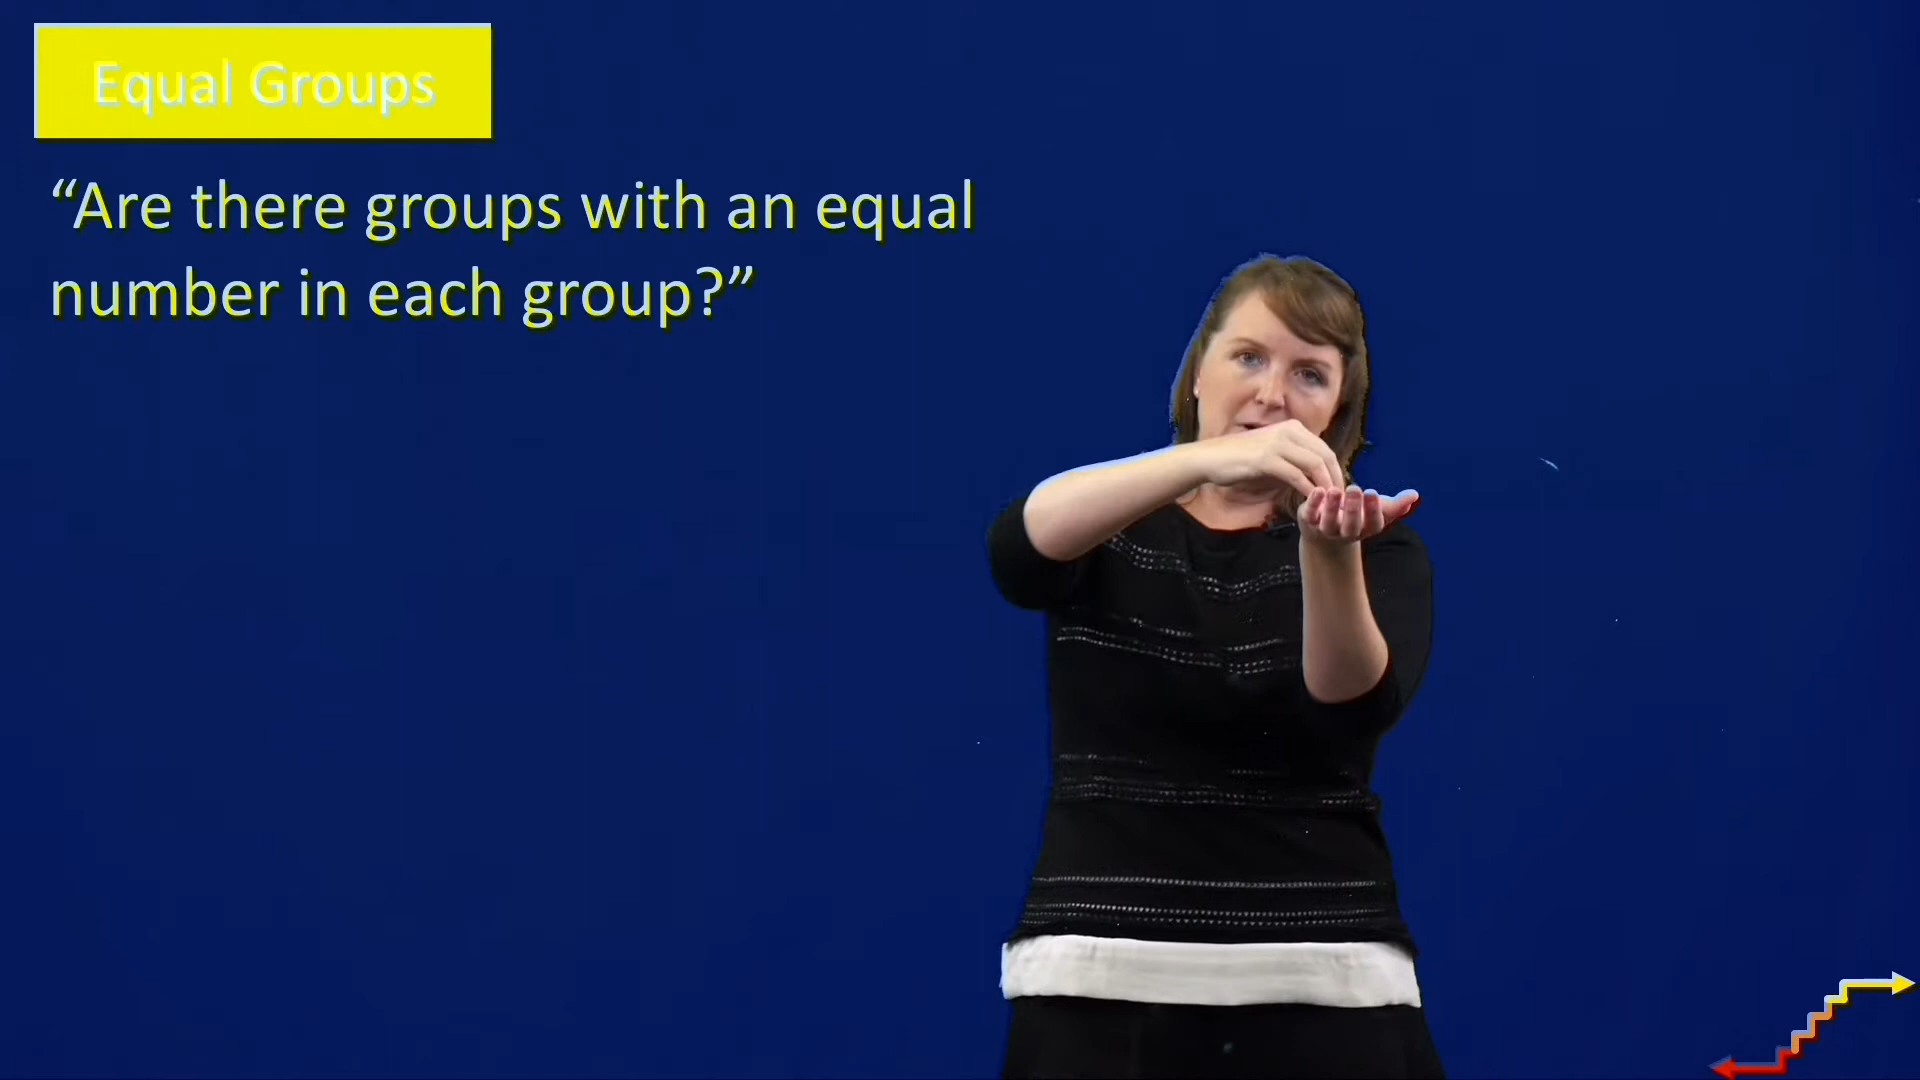 Equal Groups
“Are there groups with an equal
number in each group?”